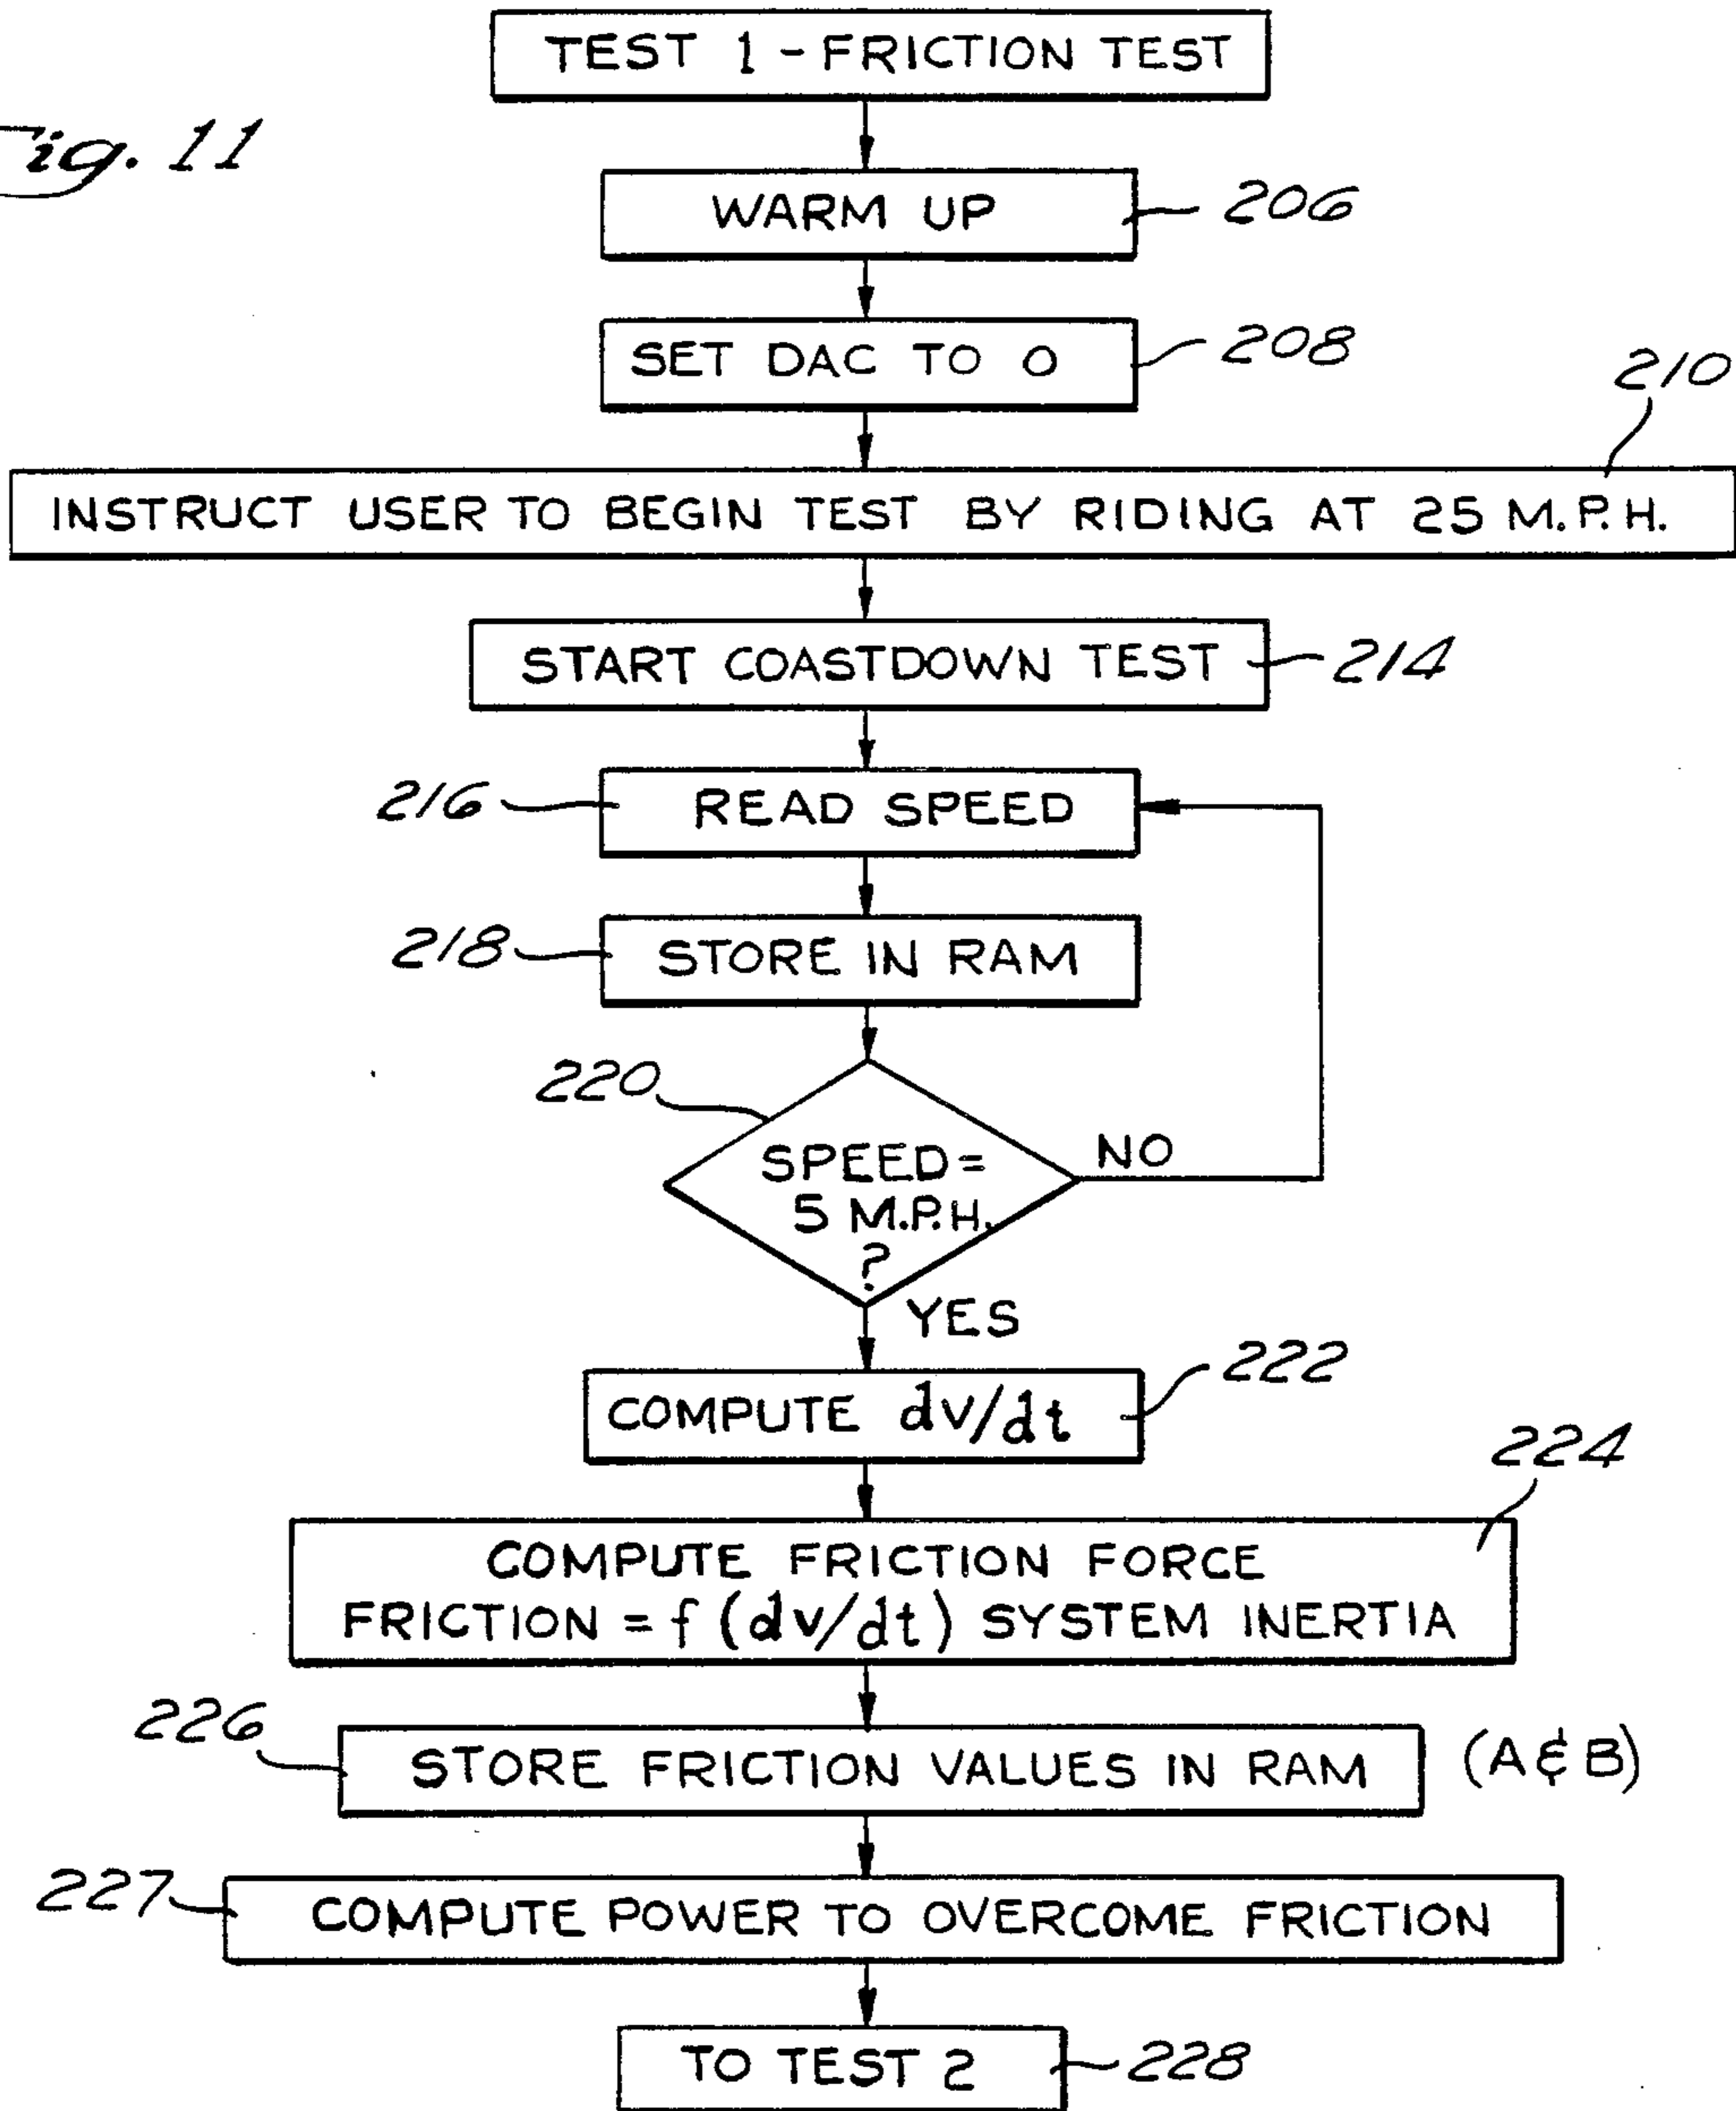 Fig. 11
TEST 1 - FRICTION TEST
WARM UP
206
SET DAC TO 0
208
210
INSTRUCT USER TO BEGIN TEST BY RIDING AT 25 M.P.H.
START COASTDOWN TEST
214
216
READ SPEED
218
STORE IN RAM
220
SPEED =
5 M.P.H.
?
NO
YES
COMPUTE dv/dt
222
224
COMPUTE FRICTION FORCE
FRICTION = f (dv/dt) SYSTEM INERTIA
226
STORE FRICTION VALUES IN RAM (A & B)
227
COMPUTE POWER TO OVERCOME FRICTION
TO TEST 2
228